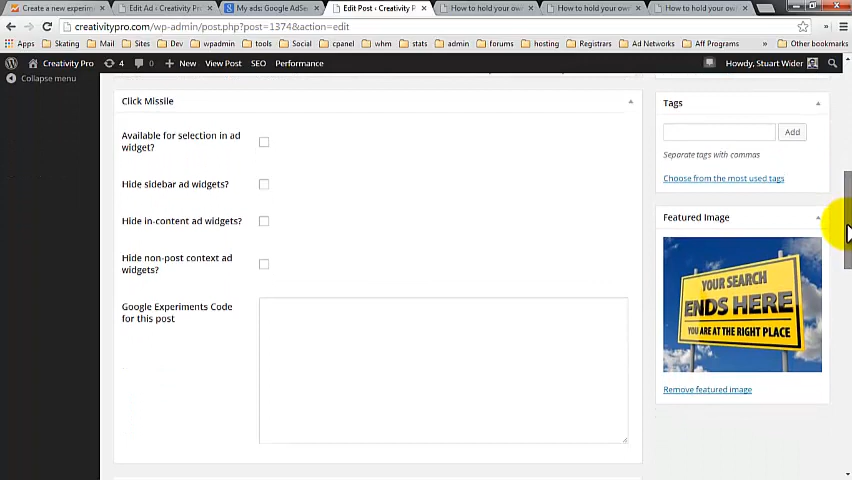 Create a new experim
Edit Ad ‹ Creativity Pr
My ads: Google AdSe
Edit Post ‹ Creativity P
How to hold your ow
How to hold your ow
How to hold your ow
creativitypro.com/wp-admin/post.php?post=1374&action=edit
Apps Skating Mail Sites Dev wpadmin tools Social cpanel whm stats admin forums hosting Registrars Ad Networks Aff Programs » Other bookmarks
Creativity Pro 4 0 + New View Post SEO Performance Howdy, Stuart Wider
Collapse menu
Click Missile
Available for selection in ad
widget?
Hide sidebar ad widgets?
Hide in-content ad widgets?
Hide non-post context ad
widgets?
Google Experiments Code
for this post
Tags
Add
Separate tags with commas
Choose from the most used tags
Featured Image
YOUR SEARCH
ENDS HERE
YOU ARE AT THE RIGHT PLACE
Remove featured image